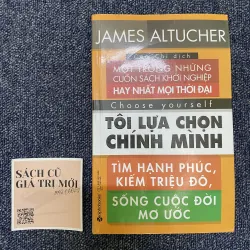 JAMES ALTUCHER
MỘT TRONG NHỮNG
CUỐN SÁCH KHỞI NGHIỆP
HAY NHẤT MỌI THỜI ĐẠI
Choose yourself
TÔI LỰA CHỌN
CHÍNH MÌNH
TÌM HẠNH PHÚC,
KIẾM TRIỆU ĐÔ,
SỐNG CUỘC ĐỜI
MƠ ƯỚC
SÁCH CŨ
GIÁ TRỊ MỚI